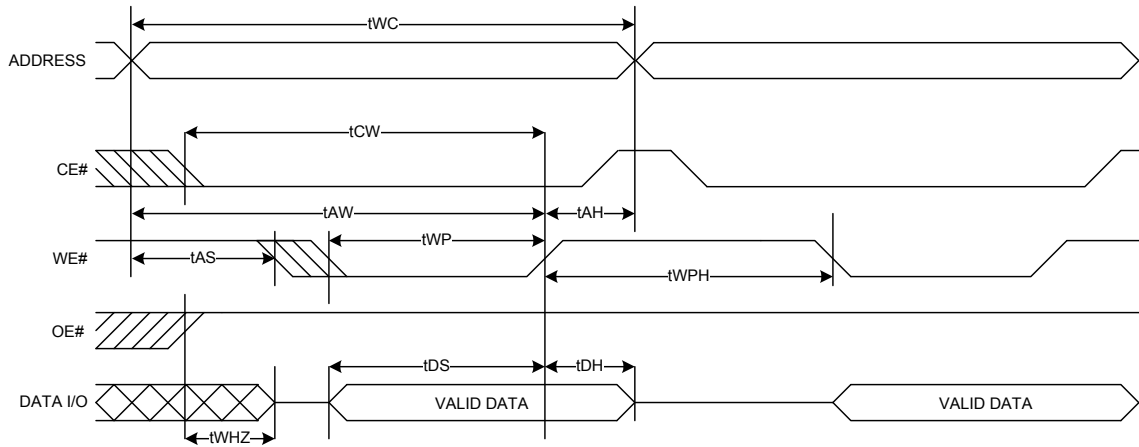 tWC
ADDRESS
tCW
CE#
tAW
tAH
WE#
tAS
tWP
tWPH
OE#
tDS
tDH
DATA I/O
VALID DATA
VALID DATA
tWHZ